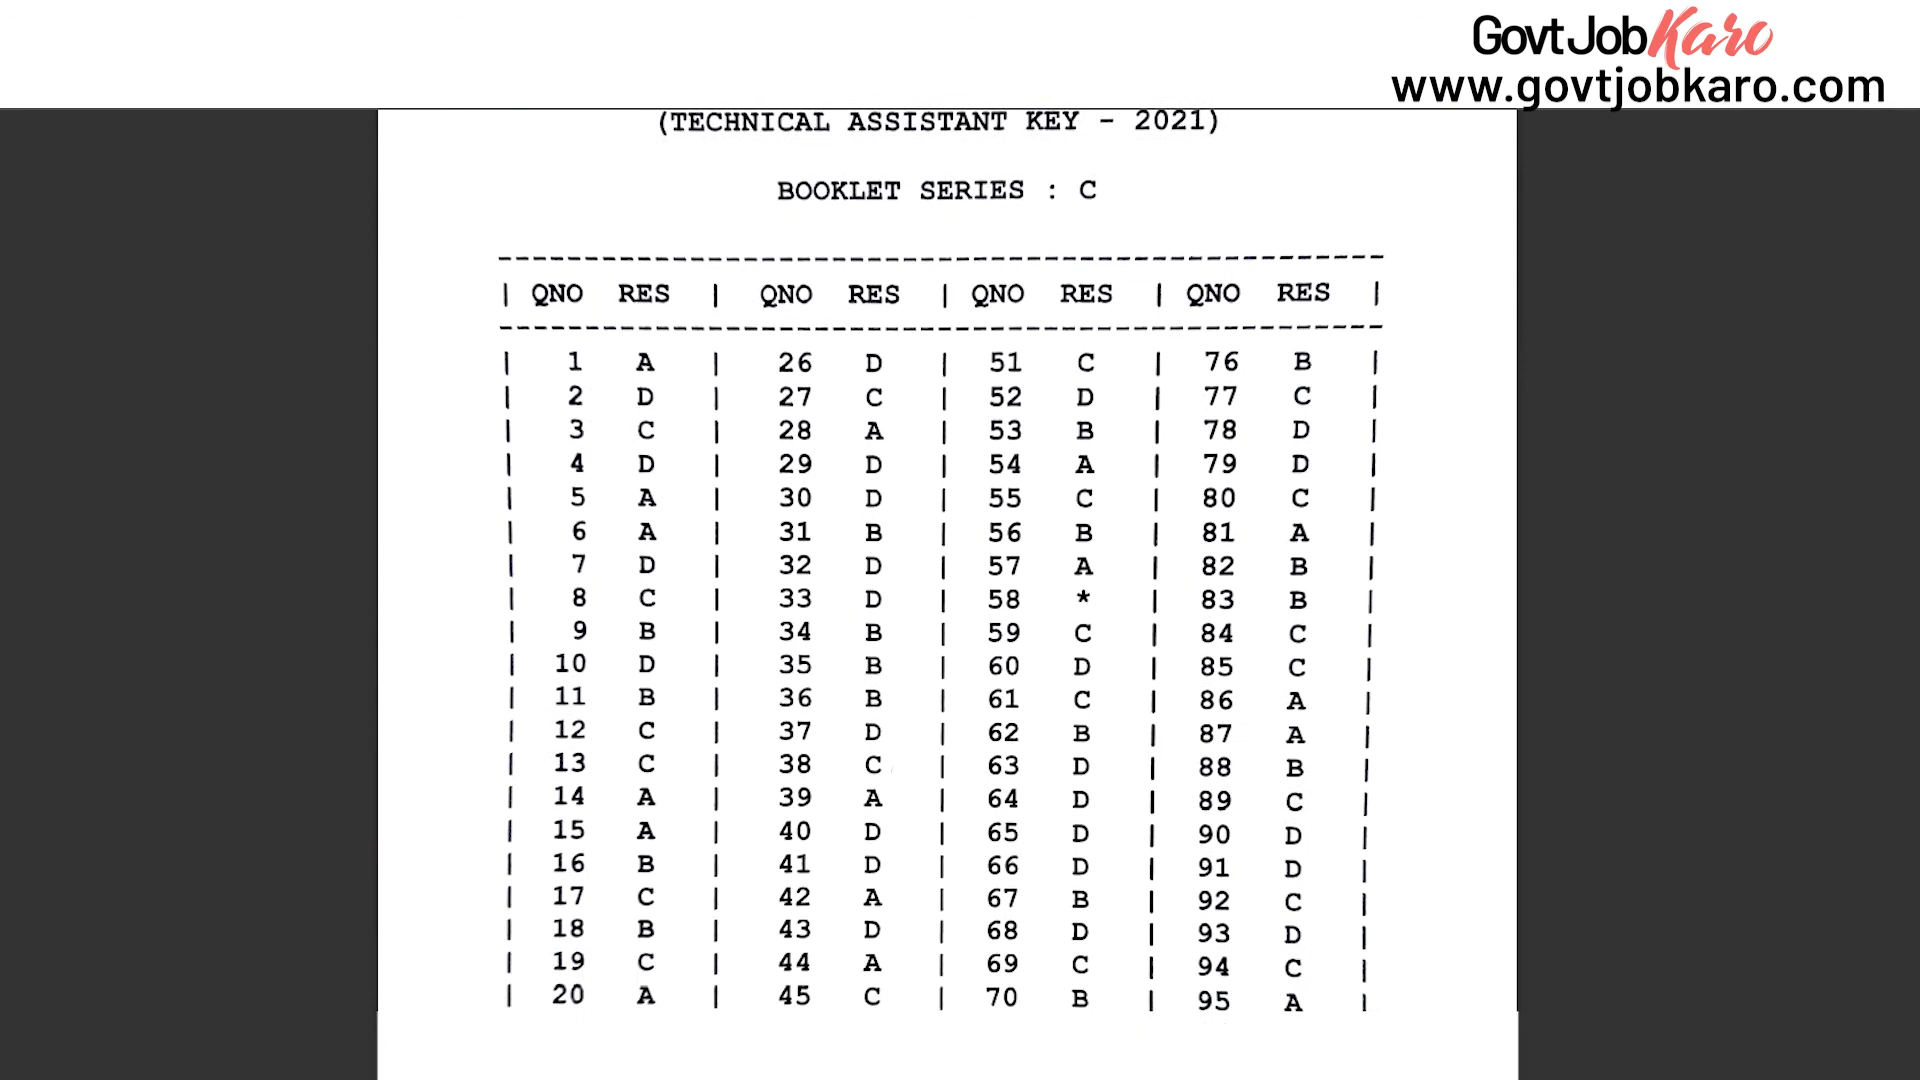 GovtJobKaro
www.govtjobkaro.com
(TECHNICAL ASSISTANT KEY - 2021)
BOOKLET SERIES : C
| QNO RES | QNO RES | QNO RES | QNO RES |
| 1 A | 26 D | 51 C | 76 B |
| 2 D | 27 C | 52 D | 77 C |
| 3 C | 28 A | 53 B | 78 D |
| 4 D | 29 D | 54 A | 79 D |
| 5 A | 30 D | 55 C | 80 C |
| 6 A | 31 B | 56 B | 81 A |
| 7 D | 32 D | 57 A | 82 B |
| 8 C | 33 D | 58 * | 83 B |
| 9 B | 34 B | 59 C | 84 C |
| 10 D | 35 B | 60 D | 85 C |
| 11 B | 36 B | 61 C | 86 A |
| 12 C | 37 D | 62 B | 87 A |
| 13 C | 38 C | 63 D | 88 B |
| 14 A | 39 A | 64 D | 89 C |
| 15 A | 40 D | 65 D | 90 D |
| 16 B | 41 D | 66 D | 91 D |
| 17 C | 42 A | 67 B | 92 C |
| 18 B | 43 D | 68 D | 93 D |
| 19 C | 44 A | 69 C | 94 C |
| 20 A | 45 C | 70 B | 95 A |